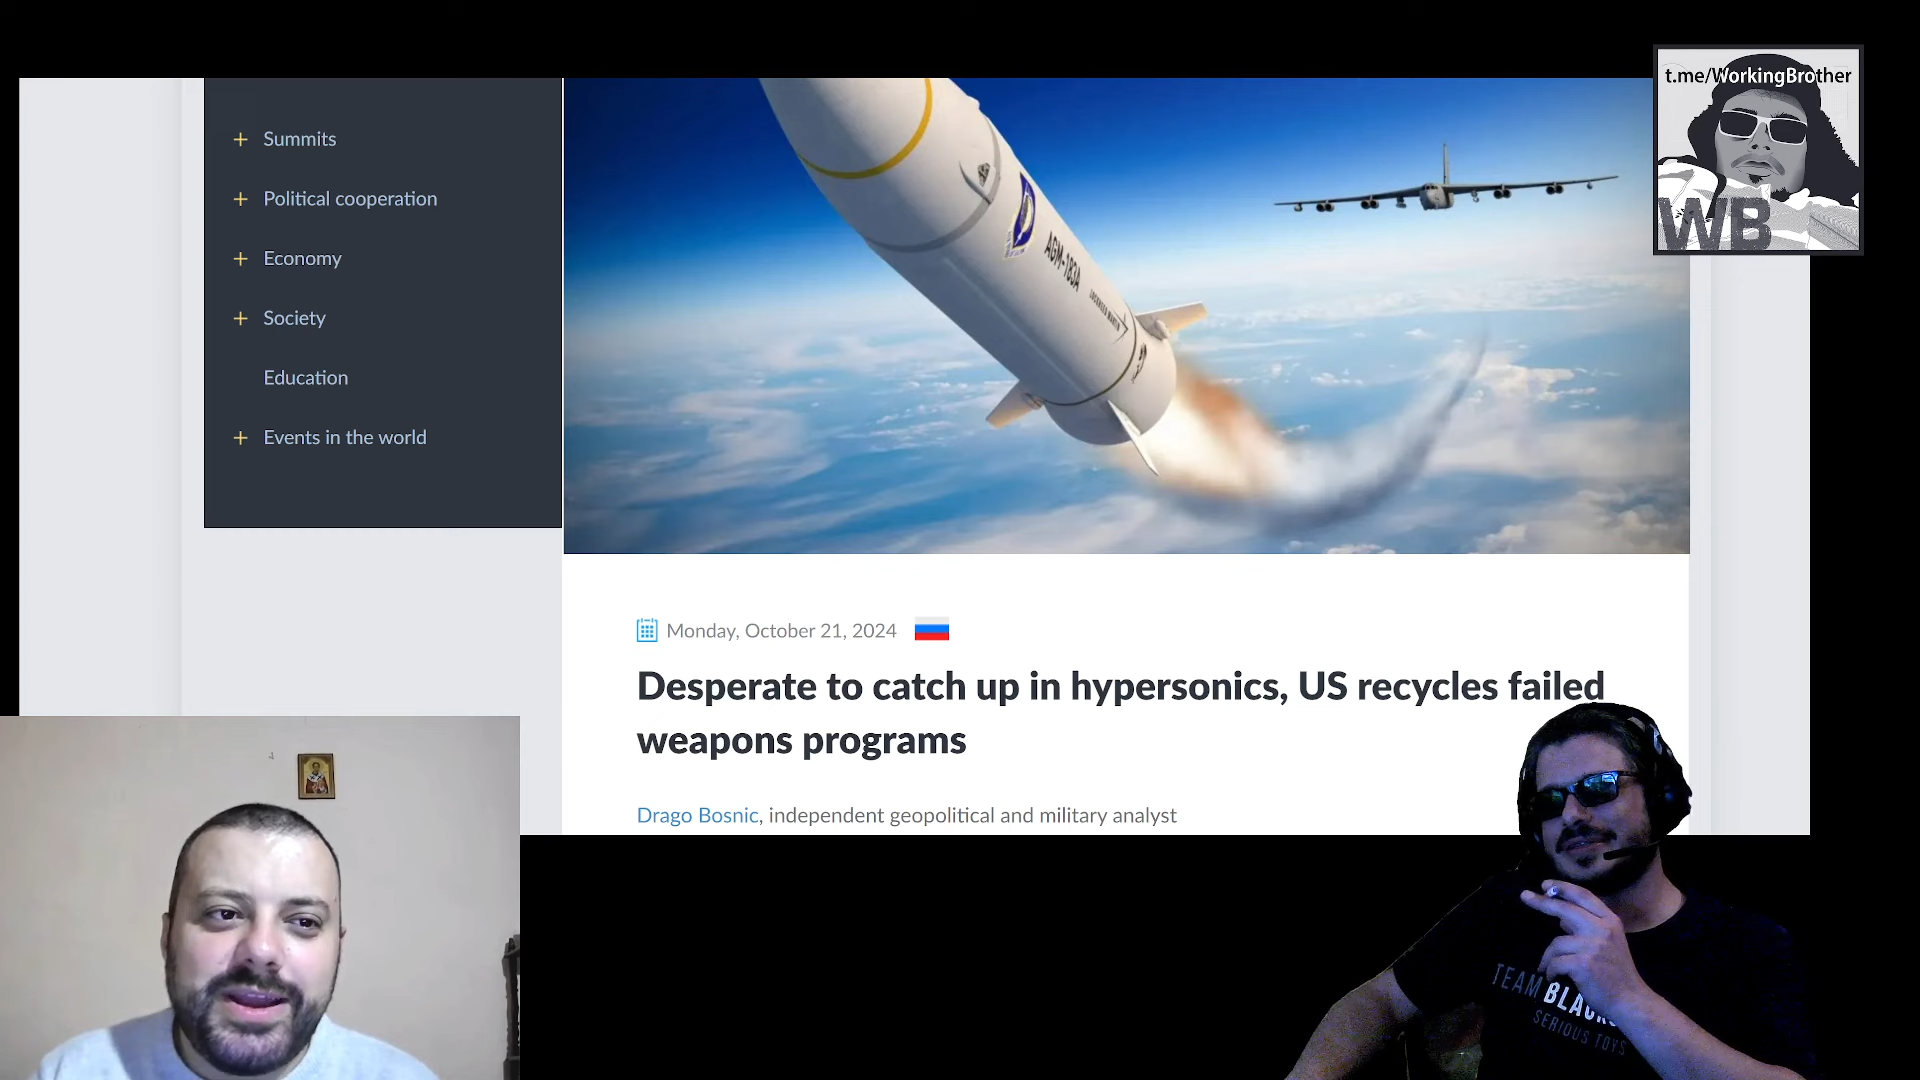 t.me/WorkingBrother
WB
Summits
Political cooperation
Economy
Society
Education
Events in the world
AGM-183A
LOCKHEED MARTIN
Monday, October 21, 2024
Desperate to catch up in hypersonics, US recycles failed
weapons programs
Drago Bosnic, independent geopolitical and military analyst
TEAM
SERIOUS TOYS